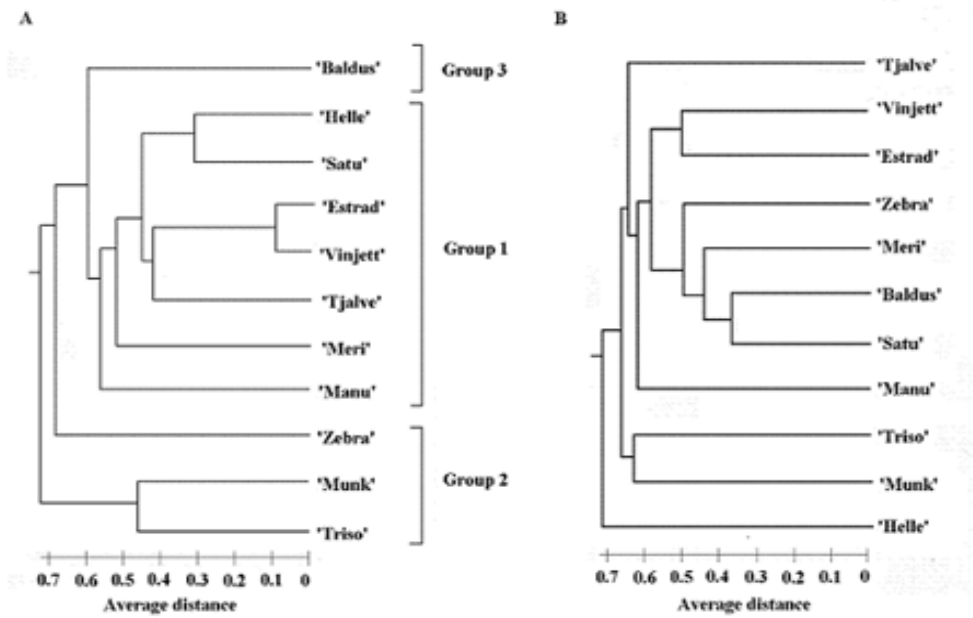 A
'Baldus'
Group 3
'Helle'
'Satu'
'Estrad'
Group 1
'Vinjett'
'Tjalve'
'Meri'
'Manu'
'Zebra'
Group 2
'Munk'
'Triso'
0.7 0.6 0.5 0.4 0.3 0.2 0.1 0
Average distance
B
'Tjalve'
'Vinjett'
'Estrad'
'Zebra'
'Meri'
'Baldus'
'Satu'
'Manu'
'Triso'
'Munk'
'Helle'
0.7 0.6 0.5 0.4 0.3 0.2 0.1 0
Average distance